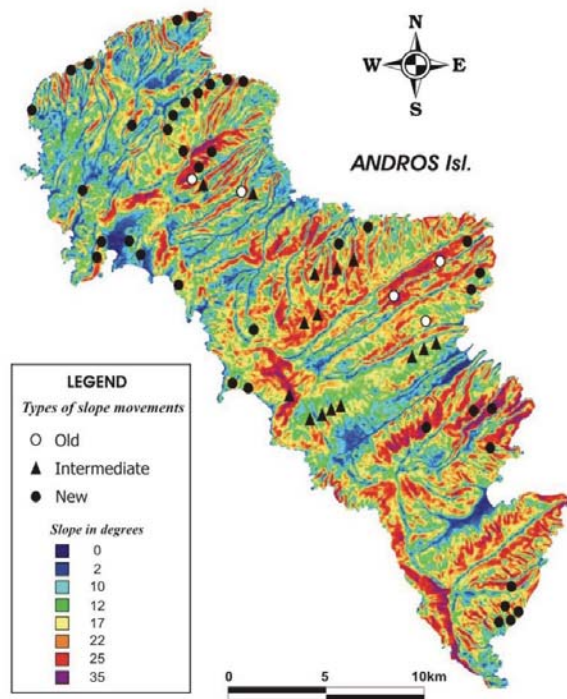 N
W E
S
ANDROS Isl.
LEGEND
Types of slope movements
Old
Intermediate
New
Slope in degrees
0
2
10
12
17
22
25
35
0 5 10km